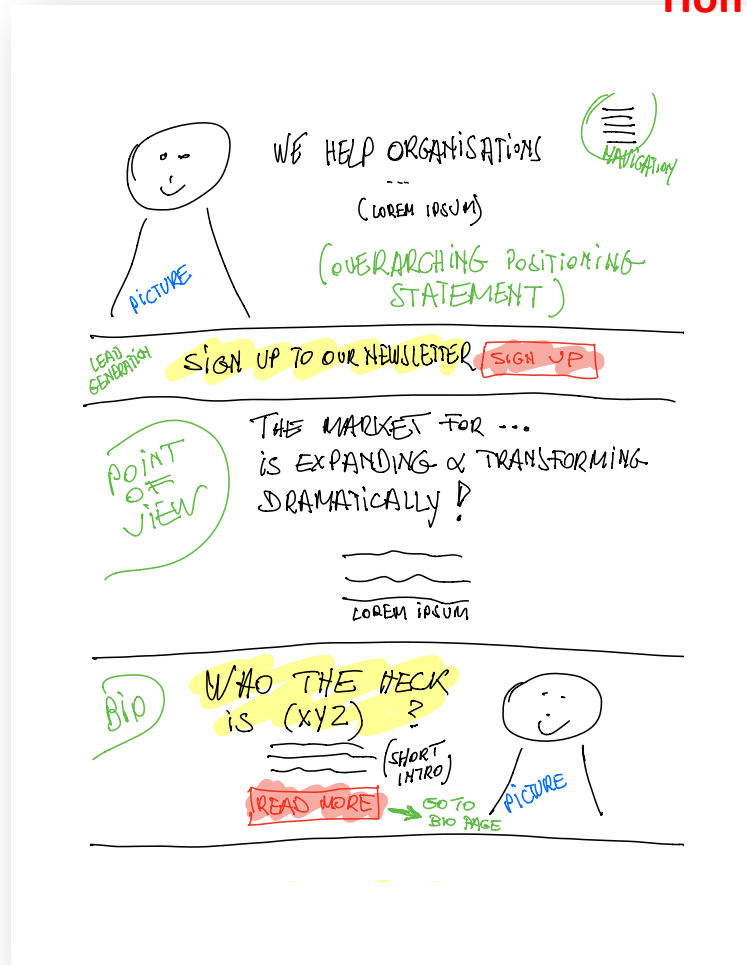 WE HELP ORGANISATIONS
---
(LOREM IPSUM)
NAVIGATION
PICTURE
(OVERARCHING POSITIONING
STATEMENT)
LEAD
GENERATION
SIGN UP TO OUR NEWSLETTER
SIGN UP
POINT
OF
VIEW
THE MARKET FOR ...
IS EXPANDING & TRANSFORMING
DRAMATICALLY!
LOREM IPSUM
BIO
WHO THE HECK
IS (XYZ) ?
(SHORT
INTRO)
READ MORE
GO TO
BIO PAGE
PICTURE